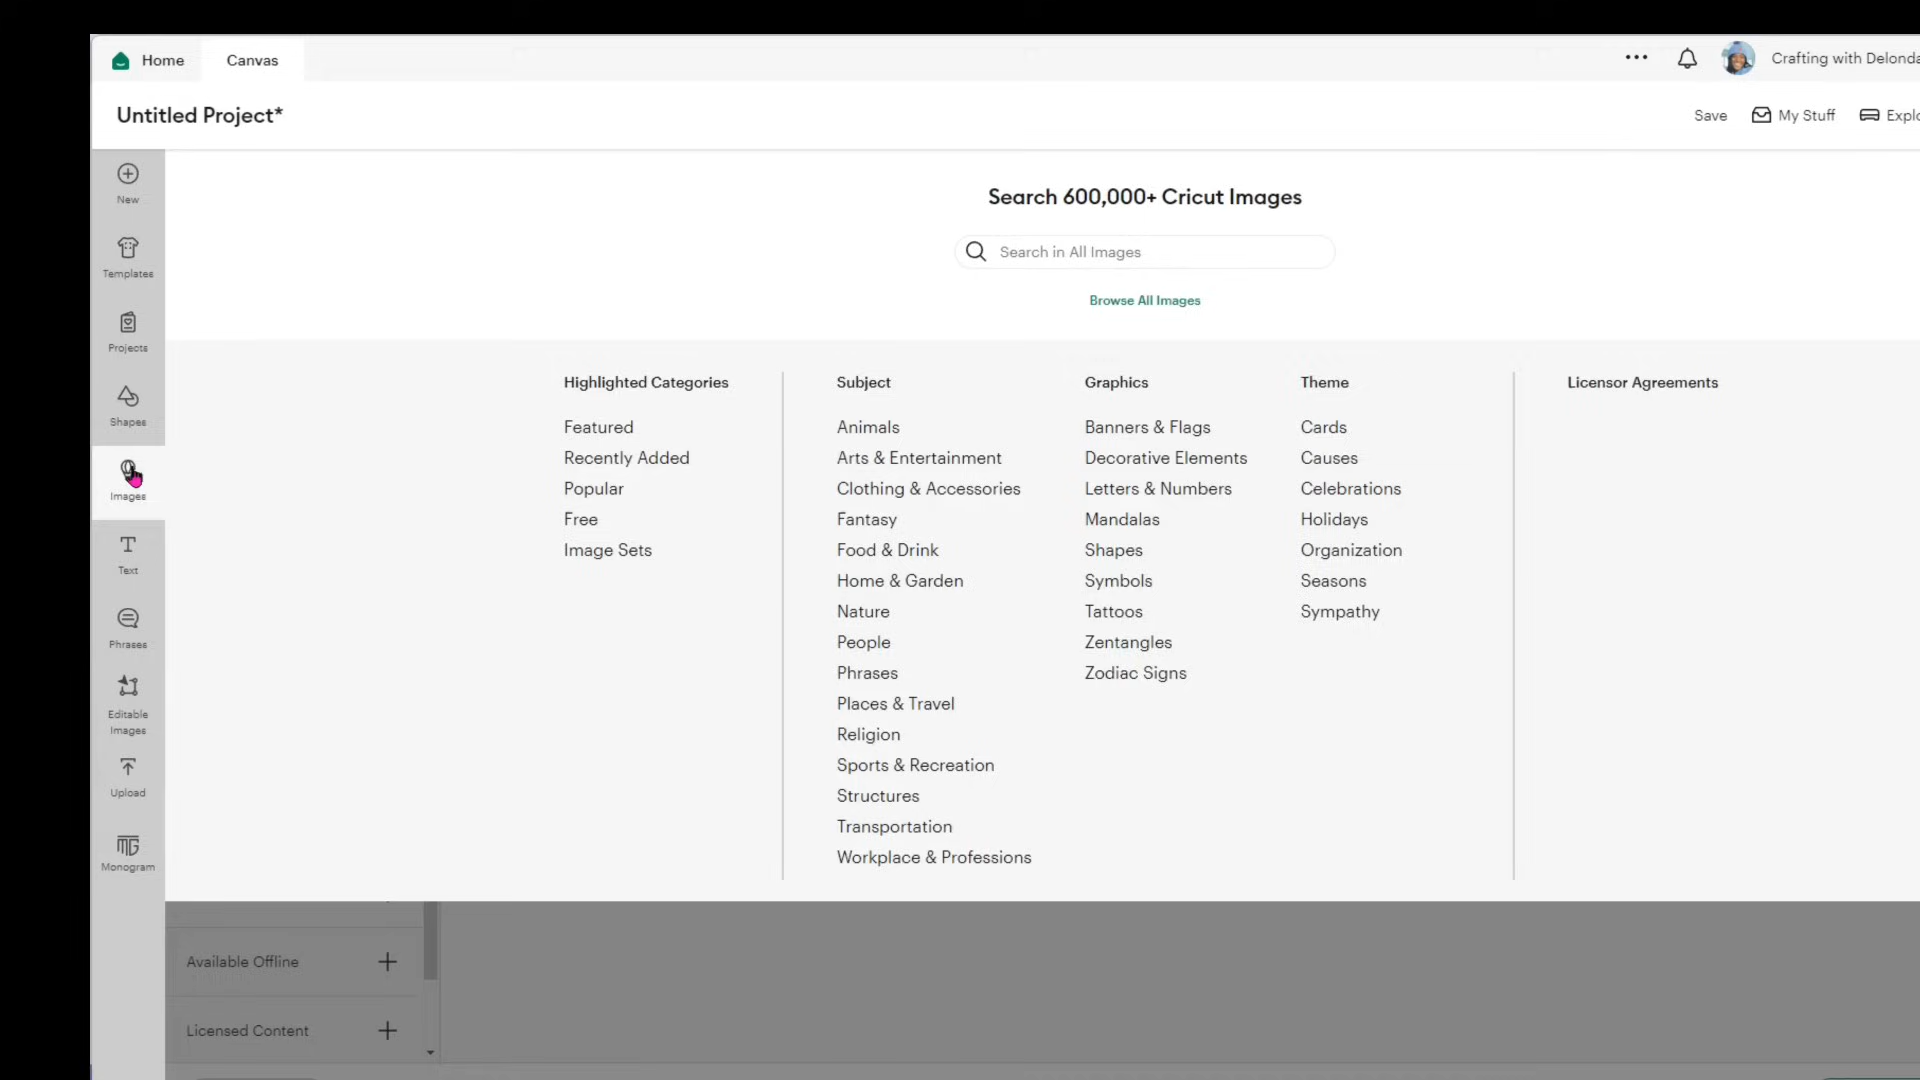 Home
Canvas
Crafting with Delonda
Untitled Project*
Save
My Stuff
Explo
New
Templates
Projects
Shapes
Images
Text
Phrases
Editable
Images
Upload
Monogram
Search 600,000+ Cricut Images
Search in All Images
Browse All Images
Highlighted Categories
Featured
Recently Added
Popular
Free
Image Sets
Subject
Animals
Arts & Entertainment
Clothing & Accessories
Fantasy
Food & Drink
Home & Garden
Nature
People
Phrases
Places & Travel
Religion
Sports & Recreation
Structures
Transportation
Workplace & Professions
Graphics
Banners & Flags
Decorative Elements
Letters & Numbers
Mandalas
Shapes
Symbols
Tattoos
Zentangles
Zodiac Signs
Theme
Cards
Causes
Celebrations
Holidays
Organization
Seasons
Sympathy
Licensor Agreements
Available Offline
Licensed Content